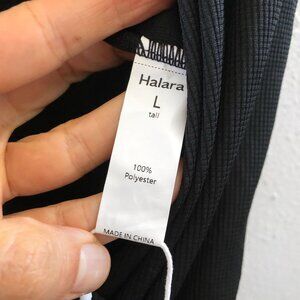 Halara
L
tall
100%
Polyester
MADE IN CHINA